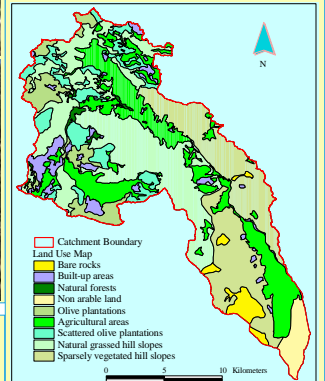 N
Catchment Boundary
Land Use Map
Bare rocks
Built-up areas
Natural forests
Non arable land
Olive plantations
Agricultural areas
Scattered olive plantations
Natural grassed hill slopes
Sparsely vegetated hill slopes
0 5 10 Kilometers